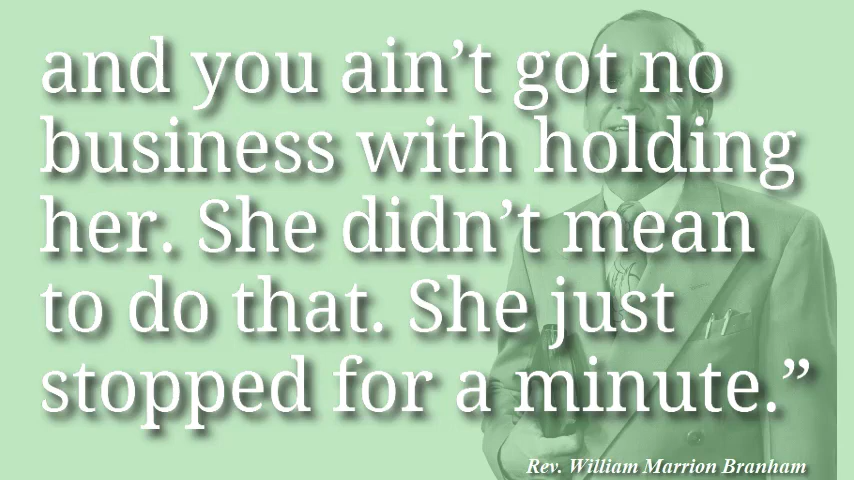 and you ain’t got no
business with holding
her. She didn’t mean
to do that. She just
stopped for a minute.”
Rev. William Marrion Branham